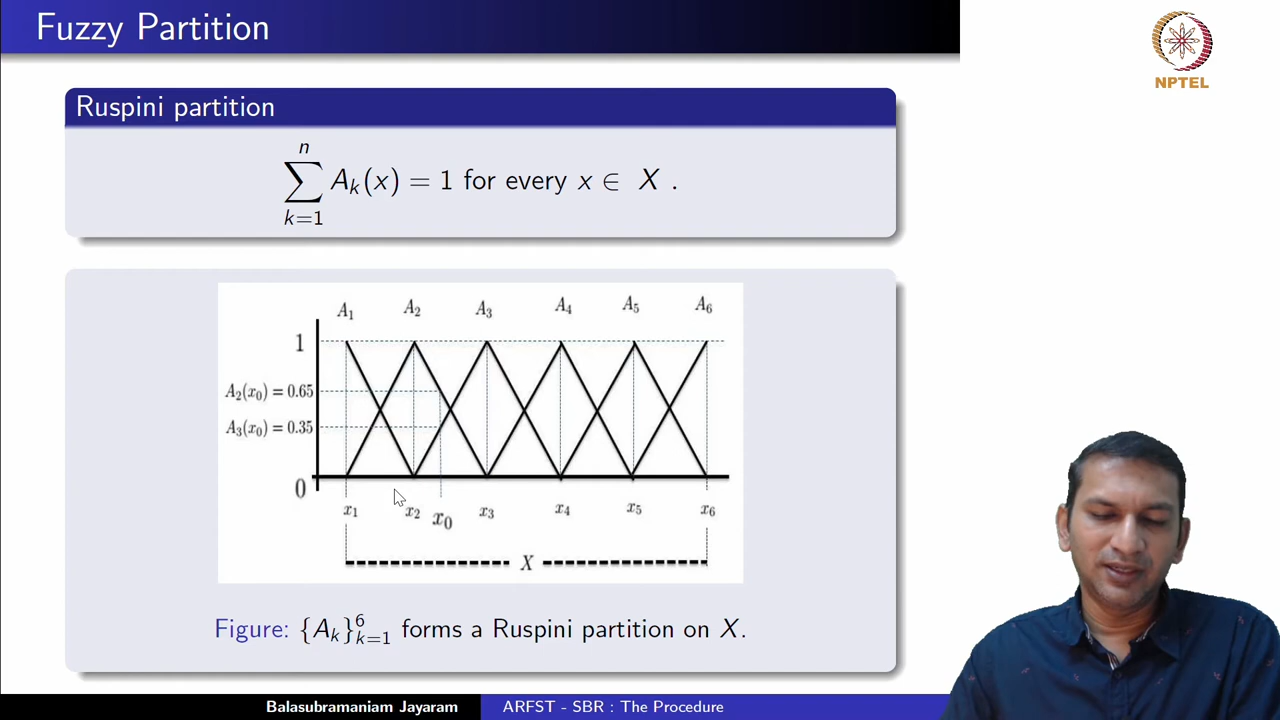 Fuzzy Partition
NPTEL
Ruspini partition
n
∑ A_k(x) = 1 for every x ∈ X .
k=1
A_1 A_2 A_3 A_4 A_5 A_6
1
A_2(x_0) = 0.65
A_3(x_0) = 0.35
0
x_1 x_2 x_0 x_3 x_4 x_5 x_6
X
Figure: {A_k}_{k=1}^6 forms a Ruspini partition on X.
Balasubramaniam Jayaram ARFST - SBR : The Procedure